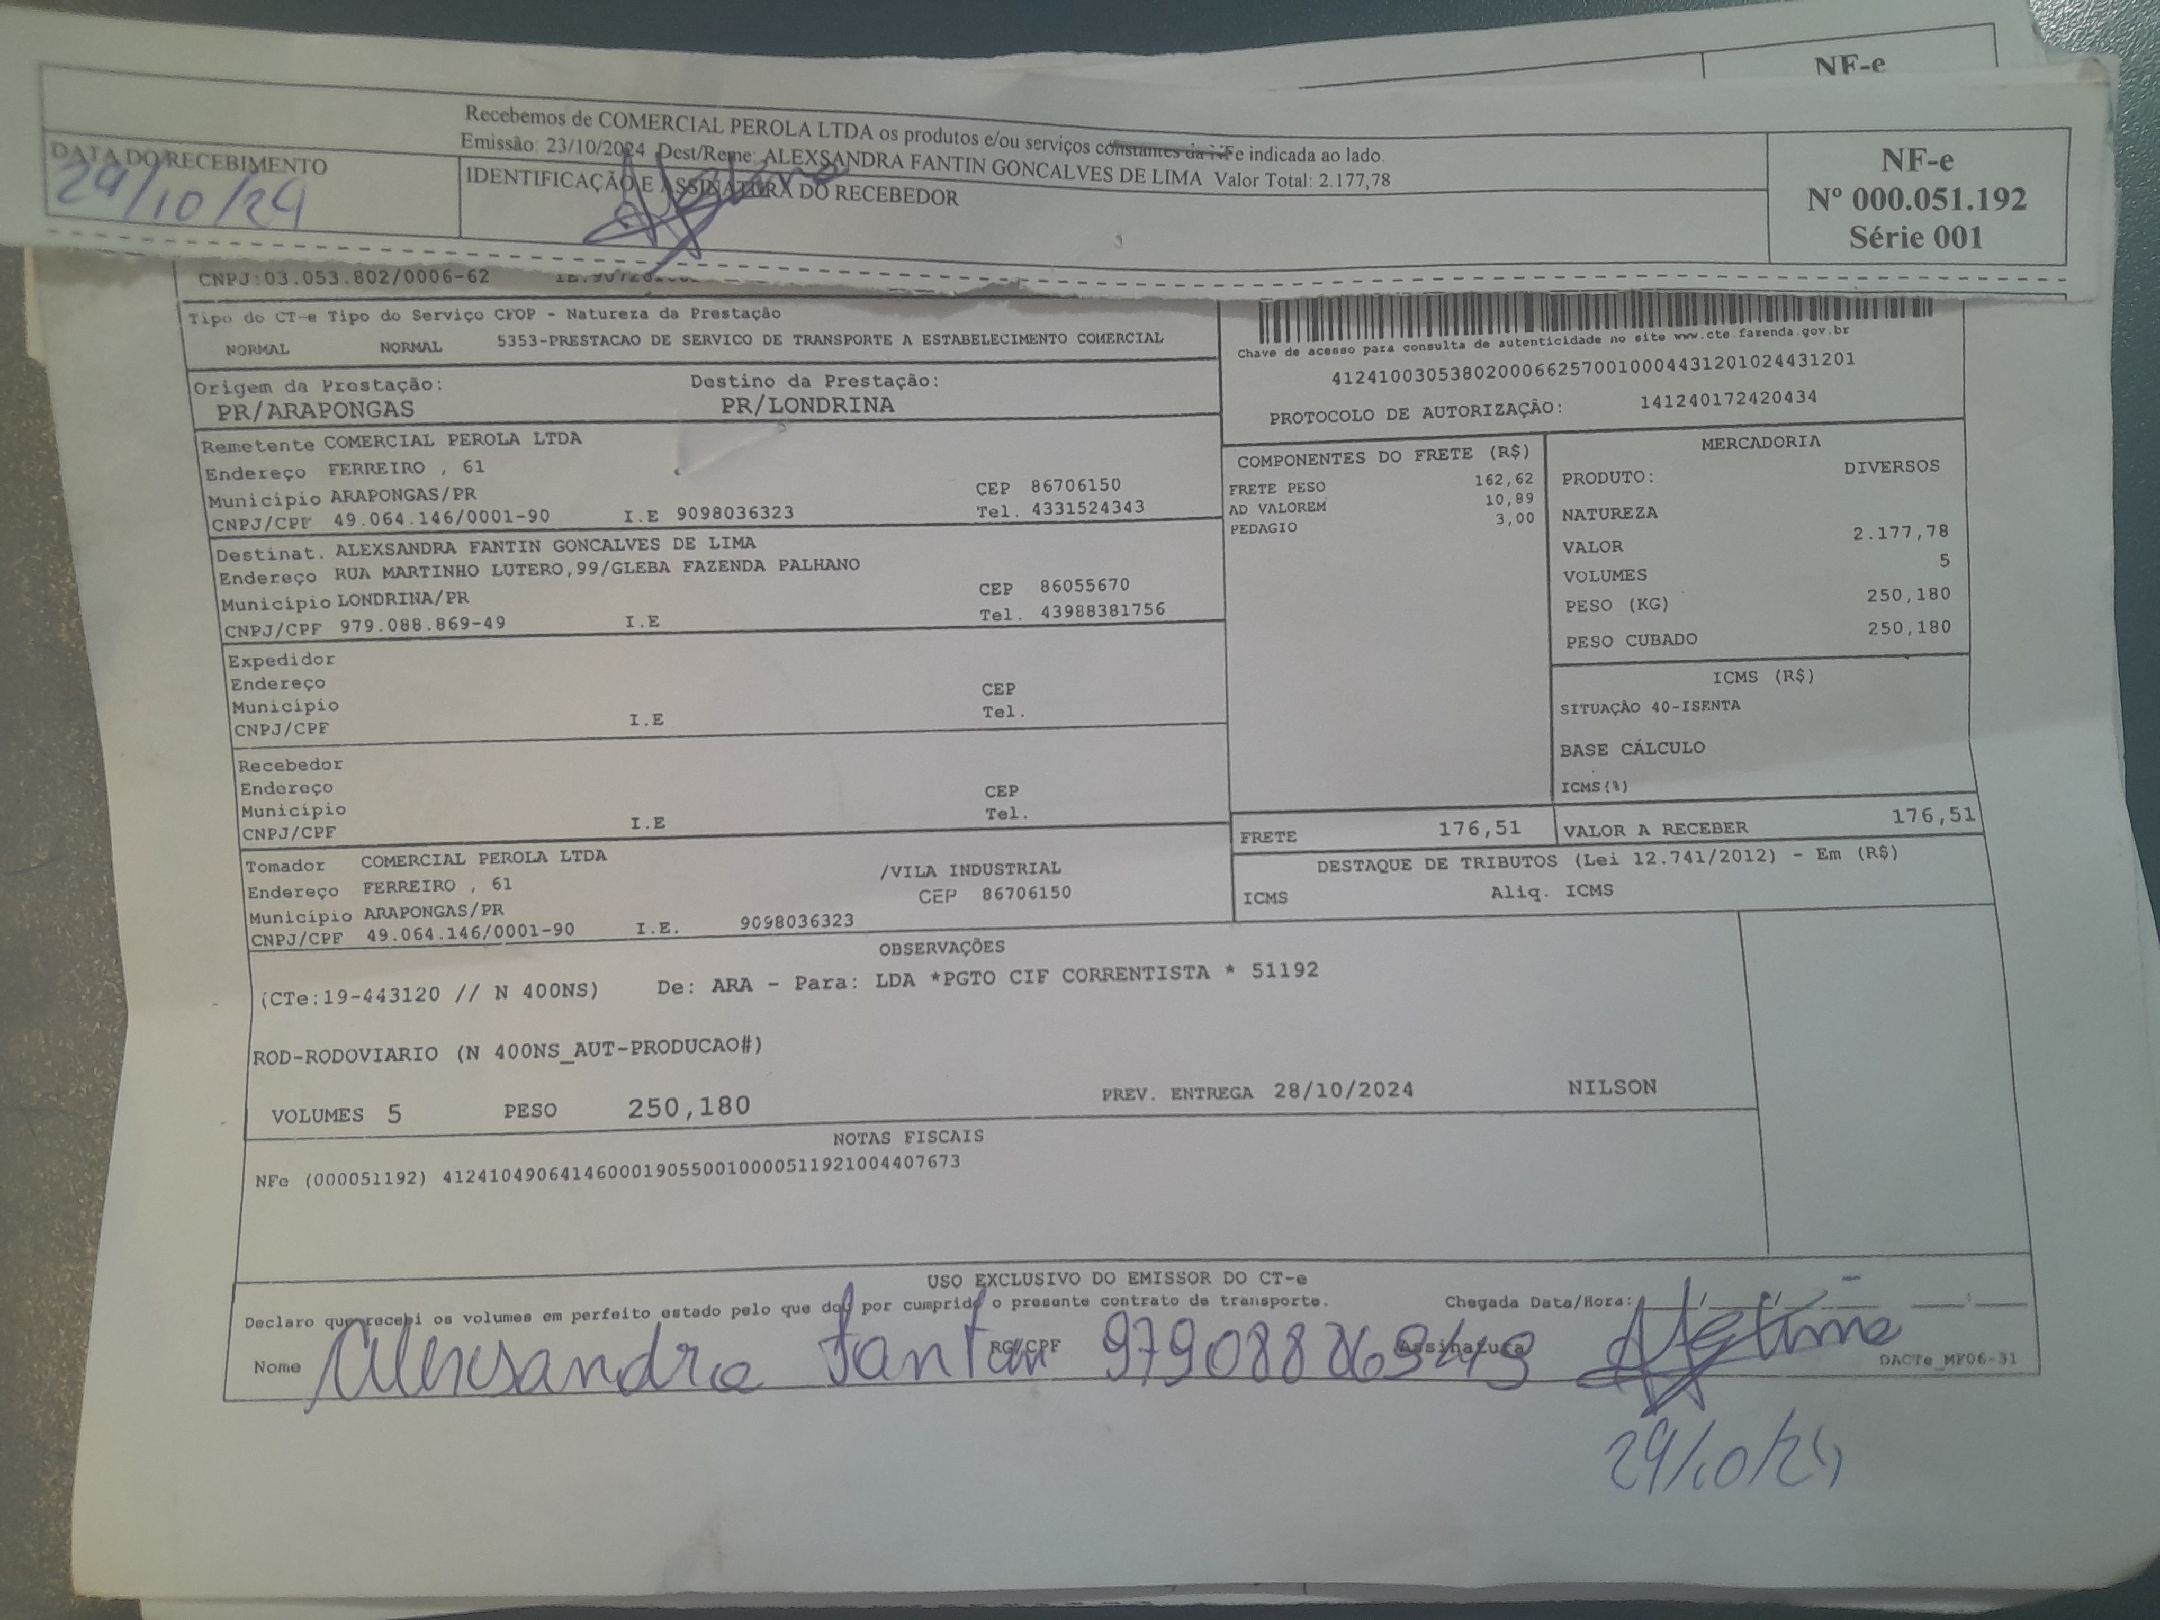 NF-e
Recebemos de COMERCIAL PEROLA LTDA os produtos e/ou serviços constantes da NFe indicada ao lado.
Emissão: 23/10/2024 Dest/Reme: ALEXSANDRA FANTIN GONCALVES DE LIMA Valor Total: 2.177,78
DATA DO RECEBIMENTO
29/10/24
IDENTIFICAÇÃO E ASSINATURA DO RECEBEDOR
NF-e
Nº 000.051.192
Série 001
CNPJ:03.053.802/0006-62
Tipo do CT-e Tipo do Serviço CFOP - Natureza da Prestação
NORMAL NORMAL 5353-PRESTACAO DE SERVICO DE TRANSPORTE A ESTABELECIMENTO COMERCIAL
Chave de acesso para consulta de autenticidade no site www.cte.fazenda.gov.br
41241003053802000662570010004431201024431201
PROTOCOLO DE AUTORIZAÇÃO: 141240172420434
Origem da Prestação: Destino da Prestação:
PR/ARAPONGAS PR/LONDRINA
Remetente COMERCIAL PEROLA LTDA
Endereço FERREIRO , 61
Município ARAPONGAS/PR CEP 86706150
CNPJ/CPF 49.064.146/0001-90 I.E 9098036323 Tel. 4331524343
Destinat. ALEXSANDRA FANTIN GONCALVES DE LIMA
Endereço RUA MARTINHO LUTERO,99/GLEBA FAZENDA PALHANO
Município LONDRINA/PR CEP 86055670
CNPJ/CPF 979.088.869-49 I.E Tel. 43988381756
Expedidor
Endereço
Município CEP
CNPJ/CPF I.E Tel.
Recebedor
Endereço
Município CEP
CNPJ/CPF I.E Tel.
Tomador COMERCIAL PEROLA LTDA
Endereço FERREIRO , 61 /VILA INDUSTRIAL
Município ARAPONGAS/PR CEP 86706150
CNPJ/CPF 49.064.146/0001-90 I.E. 9098036323
COMPONENTES DO FRETE (R$)
FRETE PESO 162,62
AD VALOREM 10,89
PEDAGIO 3,00
MERCADORIA
PRODUTO: DIVERSOS
NATUREZA
VALOR 2.177,78
VOLUMES 5
PESO (KG) 250,180
PESO CUBADO 250,180
ICMS (R$)
SITUAÇÃO 40-ISENTA
BASE CÁLCULO
ICMS(%)
FRETE 176,51 VALOR A RECEBER 176,51
DESTAQUE DE TRIBUTOS (Lei 12.741/2012) - Em (R$)
ICMS Aliq. ICMS
OBSERVAÇÕES
(CTe:19-443120 // N 400NS) De: ARA - Para: LDA *PGTO CIF CORRENTISTA * 51192
ROD-RODOVIARIO (N 400NS_AUT-PRODUCAO#)
VOLUMES 5 PESO 250,180 PREV. ENTREGA 28/10/2024 NILSON
NOTAS FISCAIS
NFe (000051192) 41241049064146000190550010000511921004407673
USO EXCLUSIVO DO EMISSOR DO CT-e
Declaro que recebi os volumes em perfeito estado pelo que dou por cumprido o presente contrato de transporte. Chegada Data/Hora: __/__/__ __:__
Nome Alexsandra Fantin RG/CPF 97908886949 Assinatura
DACTe_MF06-31
29/10/24